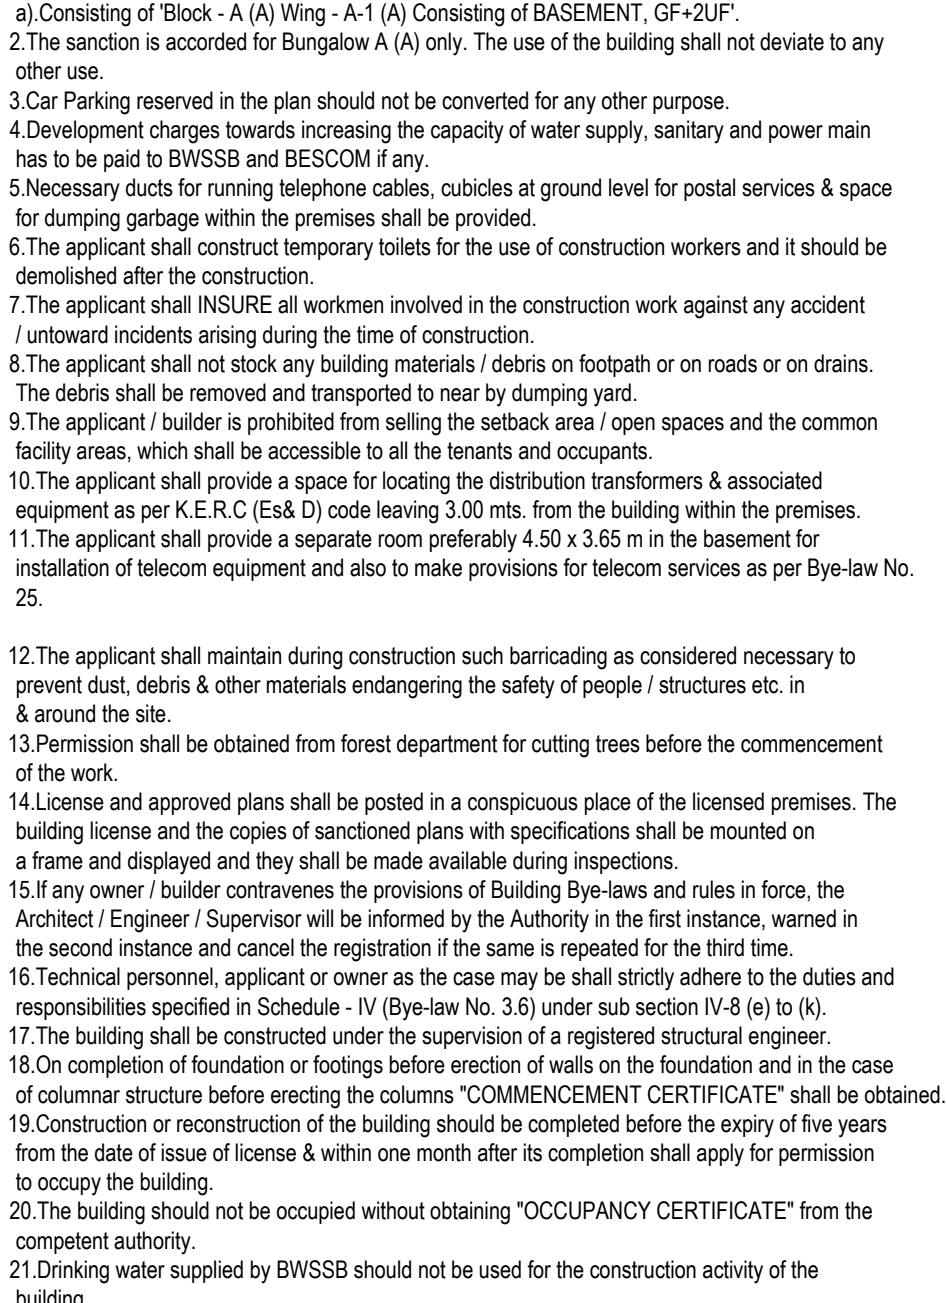 a).Consisting of 'Block - A (A) Wing - A-1 (A) Consisting of BASEMENT, GF+2UF'.
2.The sanction is accorded for Bungalow A (A) only. The use of the building shall not deviate to any
other use.
3.Car Parking reserved in the plan should not be converted for any other purpose.
4.Development charges towards increasing the capacity of water supply, sanitary and power main
has to be paid to BWSSB and BESCOM if any.
5.Necessary ducts for running telephone cables, cubicles at ground level for postal services & space
for dumping garbage within the premises shall be provided.
6.The applicant shall construct temporary toilets for the use of construction workers and it should be
demolished after the construction.
7.The applicant shall INSURE all workmen involved in the construction work against any accident
/ untoward incidents arising during the time of construction.
8.The applicant shall not stock any building materials / debris on footpath or on roads or on drains.
The debris shall be removed and transported to near by dumping yard.
9.The applicant / builder is prohibited from selling the setback area / open spaces and the common
facility areas, which shall be accessible to all the tenants and occupants.
10.The applicant shall provide a space for locating the distribution transformers & associated
equipment as per K.E.R.C (Es& D) code leaving 3.00 mts. from the building within the premises.
11.The applicant shall provide a separate room preferably 4.50 x 3.65 m in the basement for
installation of telecom equipment and also to make provisions for telecom services as per Bye-law No.
25.
12.The applicant shall maintain during construction such barricading as considered necessary to
prevent dust, debris & other materials endangering the safety of people / structures etc. in
& around the site.
13.Permission shall be obtained from forest department for cutting trees before the commencement
of the work.
14.License and approved plans shall be posted in a conspicuous place of the licensed premises. The
building license and the copies of sanctioned plans with specifications shall be mounted on
a frame and displayed and they shall be made available during inspections.
15.If any owner / builder contravenes the provisions of Building Bye-laws and rules in force, the
Architect / Engineer / Supervisor will be informed by the Authority in the first instance, warned in
the second instance and cancel the registration if the same is repeated for the third time.
16.Technical personnel, applicant or owner as the case may be shall strictly adhere to the duties and
responsibilities specified in Schedule - IV (Bye-law No. 3.6) under sub section IV-8 (e) to (k).
17.The building shall be constructed under the supervision of a registered structural engineer.
18.On completion of foundation or footings before erection of walls on the foundation and in the case
of columnar structure before erecting the columns "COMMENCEMENT CERTIFICATE" shall be obtained.
19.Construction or reconstruction of the building should be completed before the expiry of five years
from the date of issue of license & within one month after its completion shall apply for permission
to occupy the building.
20.The building should not be occupied without obtaining "OCCUPANCY CERTIFICATE" from the
competent authority.
21.Drinking water supplied by BWSSB should not be used for the construction activity of the
building.